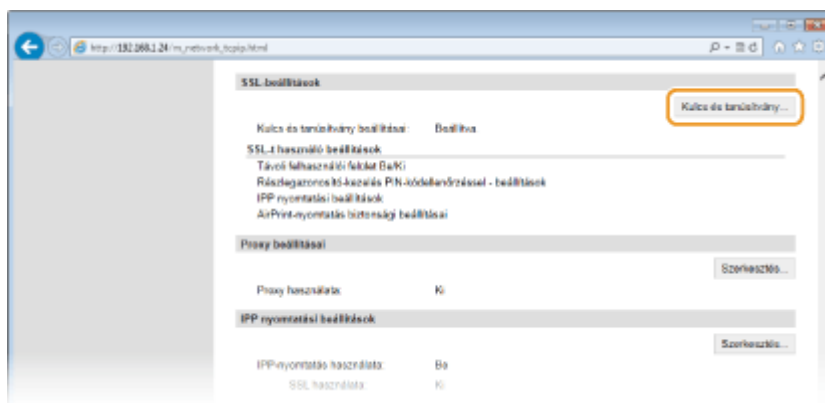 http://192.168.1.24/m_network_tcpip.html
SSL-beállítások
Kulcs és tanúsítvány...
Kulcs és tanúsítvány beállításai: Beállítva
SSL-t használó beállítások
Távoli felhasználói felület Be/Ki
Részlegazonosító-kezelés PIN-kódellenőrzéssel - beállítások
IPP nyomtatási beállítások
AirPrint-nyomtatás biztonsági beállításai
Proxy beállításai
Szerkesztés...
Proxy használata: Ki
IPP nyomtatási beállítások
Szerkesztés...
IPP-nyomtatás használata: Be
SSL használata: Ki